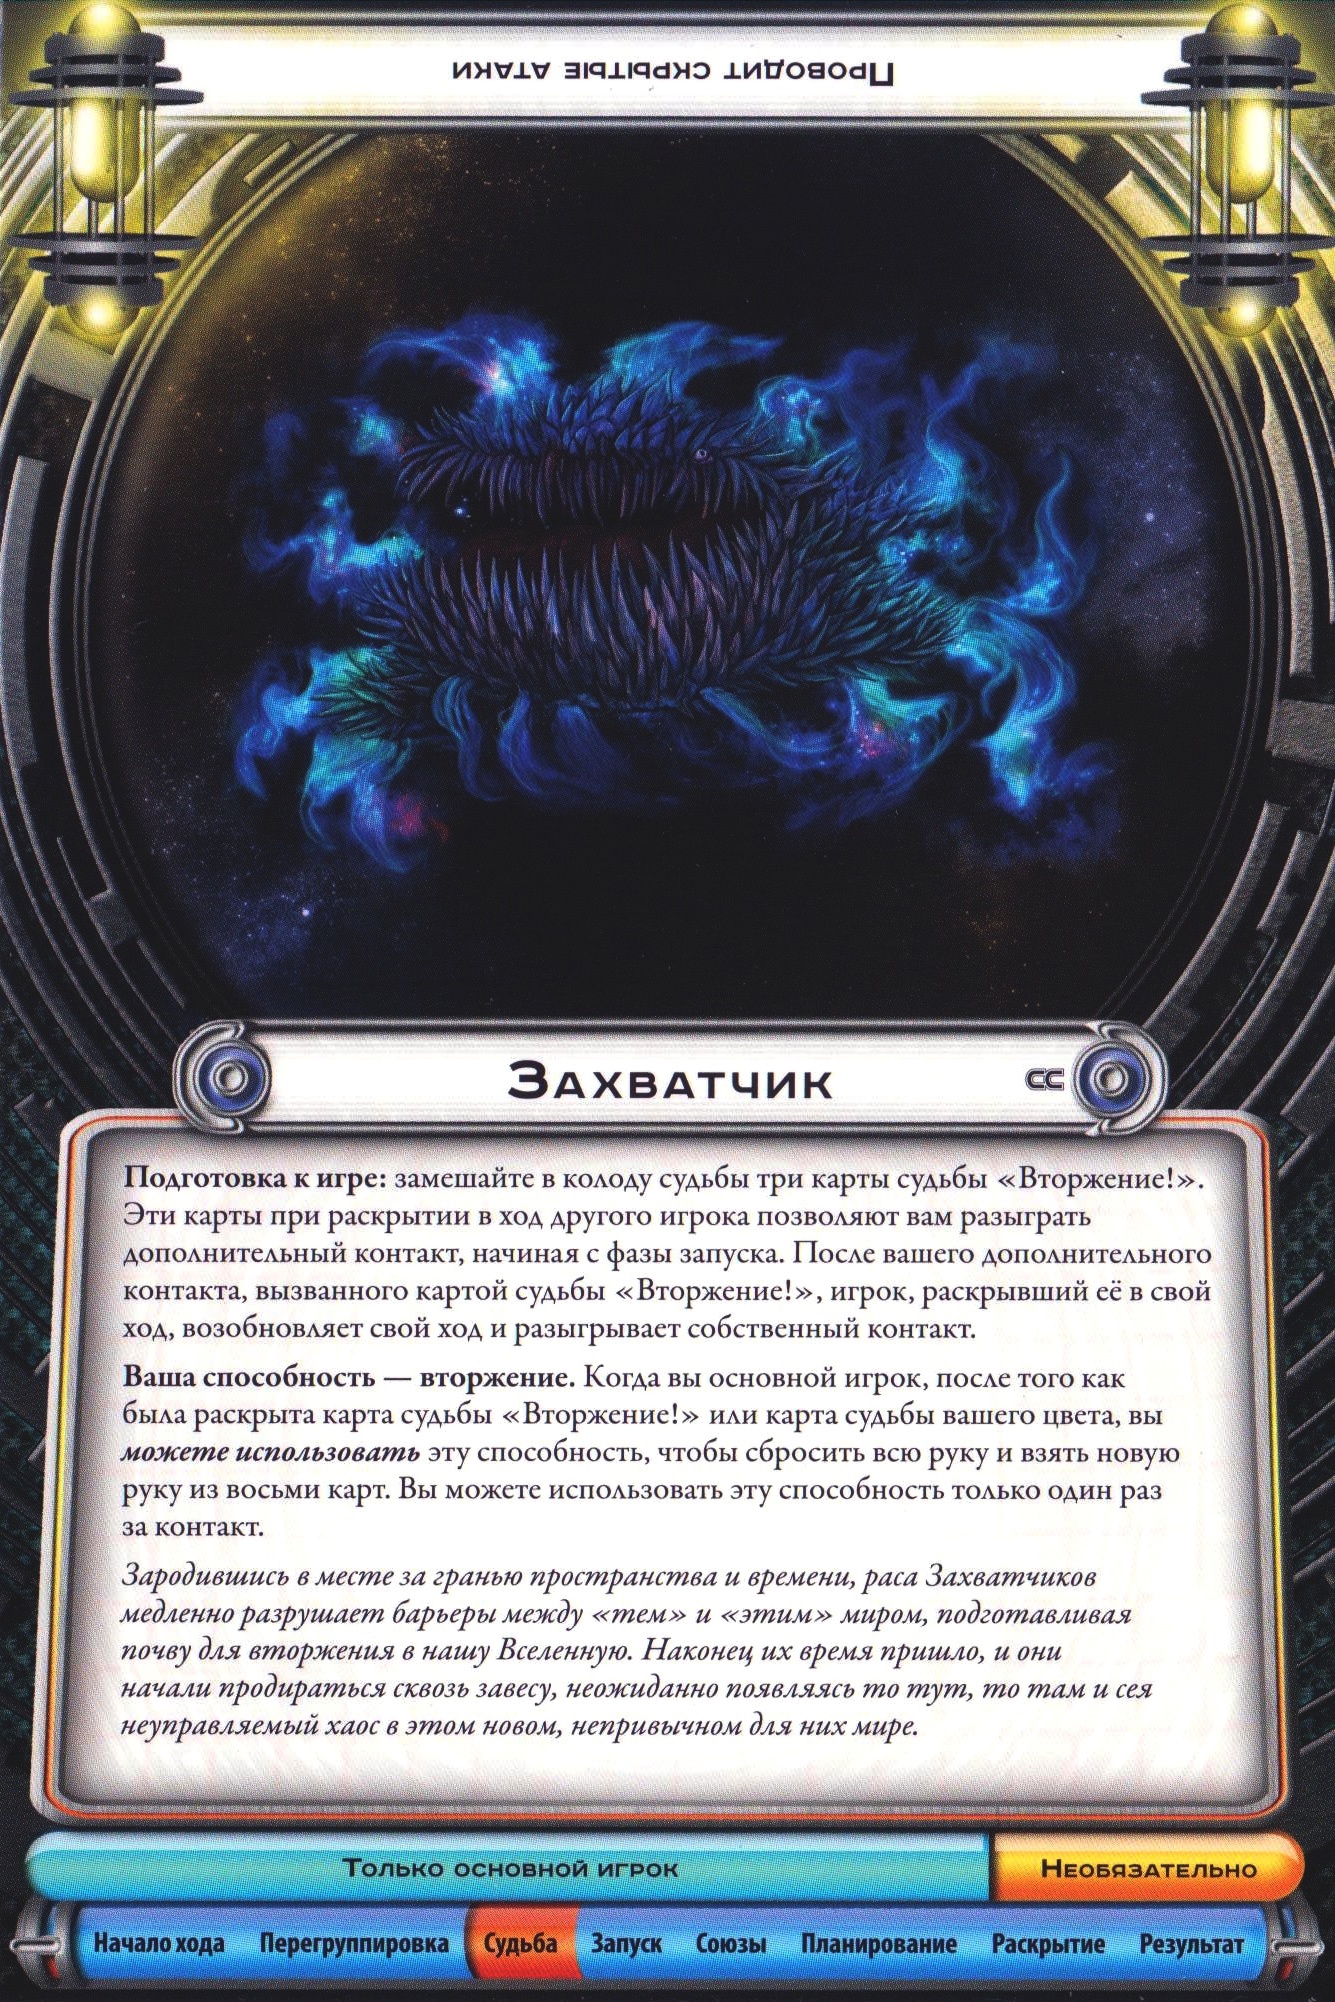 Проводит скрытые атаки
Захватчик
CC
Подготовка к игре: замешайте в колоду судьбы три карты судьбы «Вторжение!».
Эти карты при раскрытии в ход другого игрока позволяют вам разыграть
дополнительный контакт, начиная с фазы запуска. После вашего дополнительного
контакта, вызванного картой судьбы «Вторжение!», игрок, раскрывший её в свой
ход, возобновляет свой ход и разыгрывает собственный контакт.
Ваша способность — вторжение. Когда вы основной игрок, после того как
была раскрыта карта судьбы «Вторжение!» или карта судьбы вашего цвета, вы
можете использовать эту способность, чтобы сбросить всю руку и взять новую
руку из восьми карт. Вы можете использовать эту способность только один раз
за контакт.
Зародившись в месте за гранью пространства и времени, раса Захватчиков
медленно разрушает барьеры между «тем» и «этим» миром, подготавливая
почву для вторжения в нашу Вселенную. Наконец их время пришло, и они
начали продираться сквозь завесу, неожиданно появляясь то тут, то там и сея
неуправляемый хаос в этом новом, непривычном для них мире.
Только основной игрок Необязательно
Начало хода Перегруппировка Судьба Запуск Союзы Планирование Раскрытие Результат